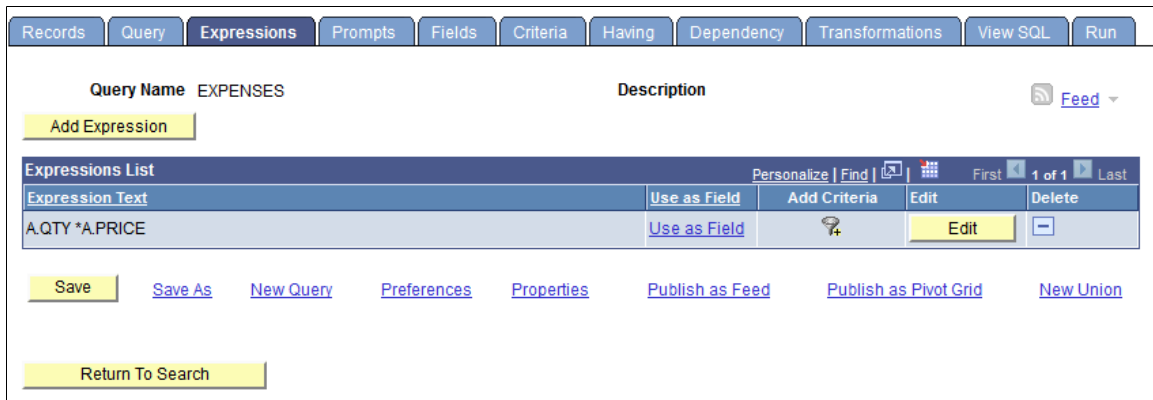 Records Query Expressions Prompts Fields Criteria Having Dependency Transformations View SQL Run
Query Name EXPENSES Description Feed
Add Expression
Expressions List Personalize | Find | | First 1 of 1 Last
Expression Text Use as Field Add Criteria Edit Delete
A.QTY *A.PRICE Use as Field Edit
Save Save As New Query Preferences Properties Publish as Feed Publish as Pivot Grid New Union
Return To Search